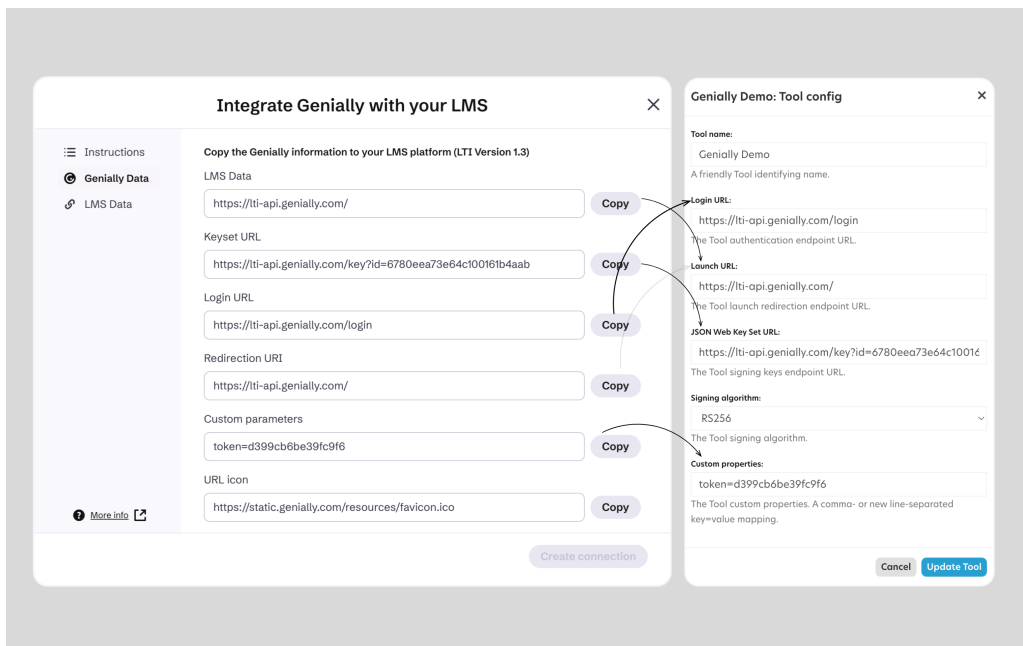 Integrate Genially with your LMS
Instructions
Genially Data
LMS Data
More info
Copy the Genially information to your LMS platform (LTI Version 1.3)
LMS Data
https://lti-api.genially.com/
Copy
Keyset URL
https://lti-api.genially.com/key?id=6780eea73e64c100161b4aab
Copy
Login URL
https://lti-api.genially.com/login
Copy
Redirection URI
https://lti-api.genially.com/
Copy
Custom parameters
token=d399cb6be39fc9f6
Copy
URL icon
https://static.genially.com/resources/favicon.ico
Copy
Create connection
Genially Demo: Tool config
Tool name:
Genially Demo
A friendly Tool identifying name.
Login URL:
https://lti-api.genially.com/login
The Tool authentication endpoint URL.
Launch URL:
https://lti-api.genially.com/
The Tool launch redirection endpoint URL.
JSON Web Key Set URL:
https://lti-api.genially.com/key?id=6780eea73e64c10016
The Tool signing keys endpoint URL.
Signing algorithm:
RS256
The Tool signing algorithm.
Custom properties:
token=d399cb6be39fc9f6
The Tool custom properties. A comma- or new line-separated
key=value mapping.
Cancel
Update Tool